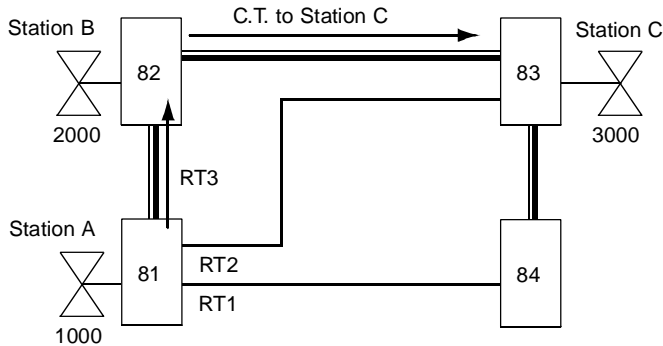 Station B
C.T. to Station C
Station C
82
83
2000
3000
RT3
Station A
81
RT2
84
RT1
1000